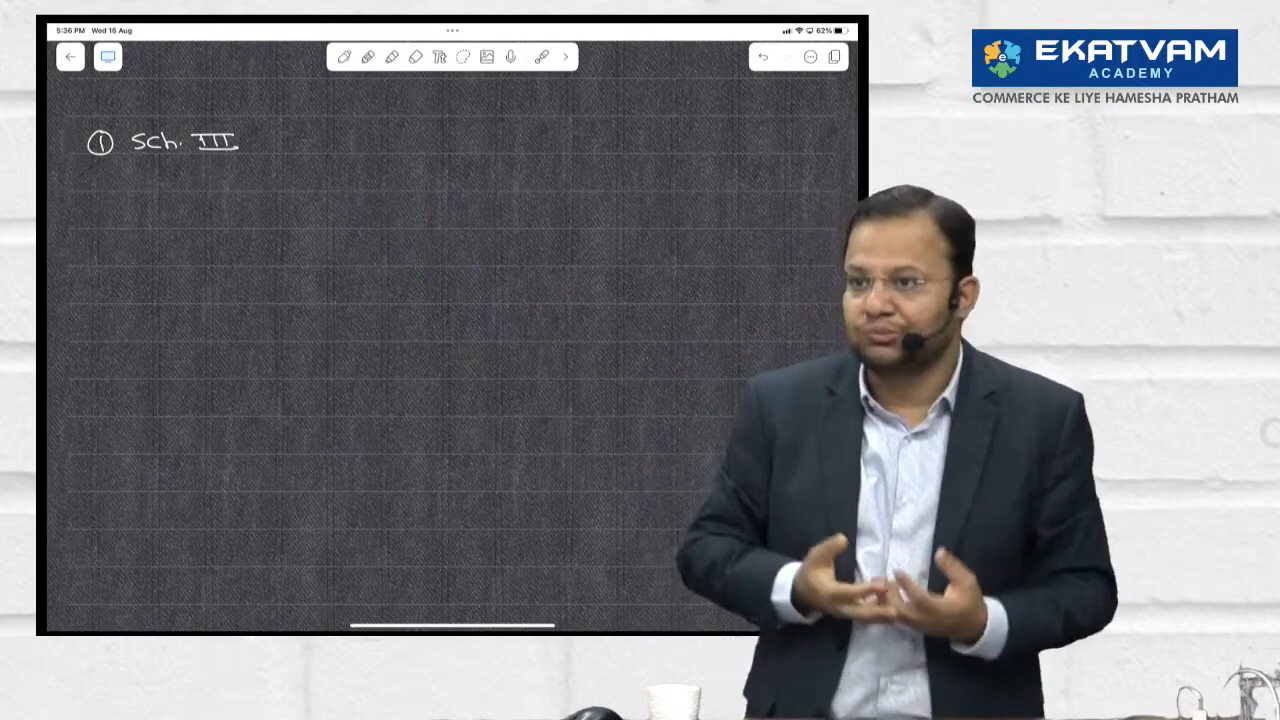 5:36 PM Wed 16 Aug
62%
EKATVAM
ACADEMY
COMMERCE KE LIYE HAMESHA PRATHAM
① Sch. III